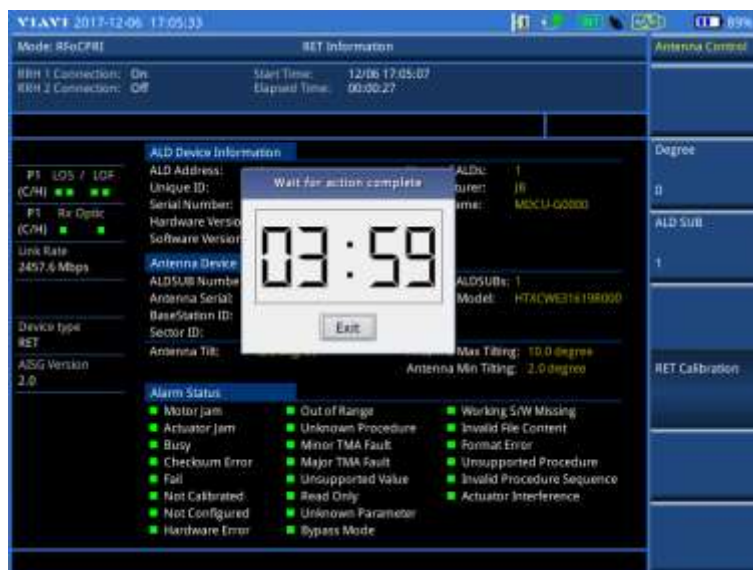 VIAVI 2017-12-06 17:05:33
89%
Mode: RFoCPRI
RET Information
Antenna Control
RRH 1 Connection: On
RRH 2 Connection: Off
Start Time: 12/06 17:05:07
Elapsed Time: 00:00:27
P1 LOS / LOF
(C/H)
P1 Rx Optic
(C/H)
Link Rate
2457.6 Mbps
Device type
RET
AISG Version
2.0
ALD Device Information
ALD Address:
ALDs: 1
Unique ID:
turer: JR
Serial Number:
ame: MDCU-G0000
Hardware Versio
Software Version
Wait for action complete
03:59
Exit
Antenna Device
ALDSUB Numbe
ALDSUBs: 1
Antenna Serial:
Model:
BaseStation ID:
Sector ID:
Antenna Tilt:
Max Tilting: 10.0 degree
Antenna Min Tilting: 2.0 degree
Alarm Status
Motor Jam
Out of Range
Working S/W Missing
Actuator Jam
Unknown Procedure
Invalid File Content
Busy
Minor TMA Fault
Format Error
Checksum Error
Major TMA Fault
Unsupported Procedure
Fail
Unsupported Value
Invalid Procedure Sequence
Not Calibrated
Read Only
Actuator Interference
Not Configured
Unknown Parameter
Hardware Error
Bypass Mode
Degree
0
ALD SUB
1
RET Calibration